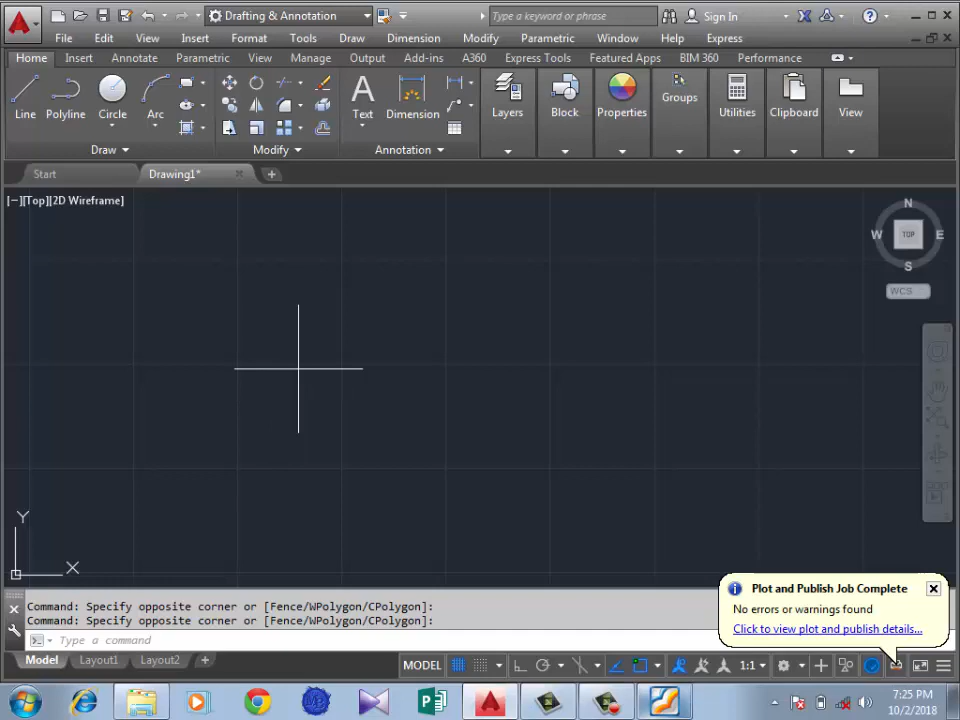 Drafting & Annotation
Type a keyword or phrase
Sign In
File Edit View Insert Format Tools Draw Dimension Modify Parametric Window Help Express
Home Insert Annotate Parametric View Manage Output Add-ins A360 Express Tools Featured Apps BIM 360 Performance
Line Polyline Circle Arc Text Dimension Layers Block Properties Groups Utilities Clipboard View
Draw Modify Annotation
Start Drawing1*
[−][Top][2D Wireframe]
N
W TOP E
S
WCS
Y
X
Plot and Publish Job Complete
No errors or warnings found
Click to view plot and publish details...
Command: Specify opposite corner or [Fence/WPolygon/CPolygon]:
Command: Specify opposite corner or [Fence/WPolygon/CPolygon]:
Type a command
Model Layout1 Layout2 + MODEL 1:1
7:25 PM
10/2/2018